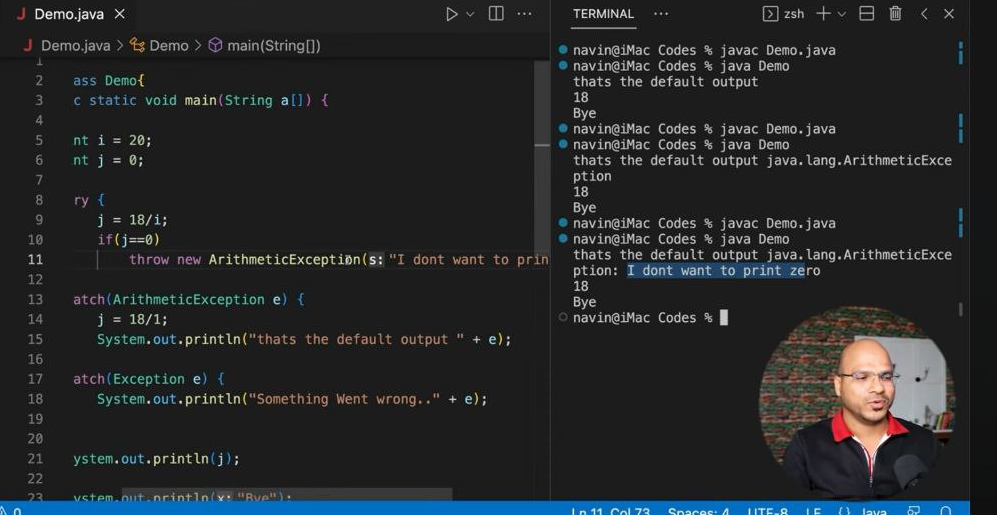 Demo.java
Demo.java > Demo > main(String[])
1
2 ass Demo{
3 c static void main(String a[]) {
4
5 nt i = 20;
6 nt j = 0;
7
8 ry {
9 j = 18/i;
10 if(j==0)
11 throw new ArithmeticException(s: "I dont want to prin
12
13 atch(ArithmeticException e) {
14 j = 18/1;
15 System.out.println("thats the default output " + e);
16
17 atch(Exception e) {
18 System.out.println("Something Went wrong.." + e);
19
20
21 ystem.out.println(j);
22
23 ystem.out.println(x: "Bye");
0
Ln 11, Col 73 Spaces: 4 UTF-8 LF {} Java
TERMINAL zsh
navin@iMac Codes % javac Demo.java
navin@iMac Codes % java Demo
thats the default output
18
Bye
navin@iMac Codes % javac Demo.java
navin@iMac Codes % java Demo
thats the default output java.lang.ArithmeticExce
ption
18
Bye
navin@iMac Codes % javac Demo.java
navin@iMac Codes % java Demo
thats the default output java.lang.ArithmeticExce
ption: I dont want to print zero
18
Bye
navin@iMac Codes %